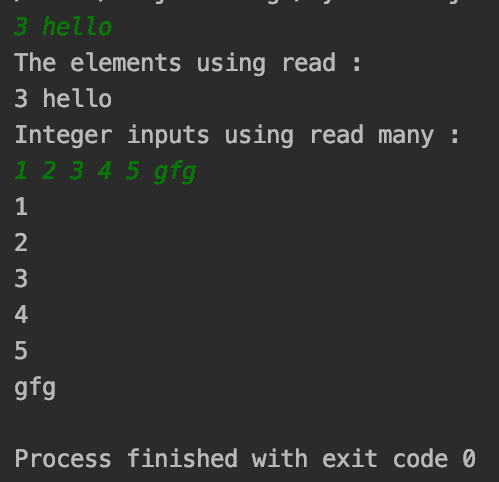 3 hello
The elements using read :
3 hello
Integer inputs using read many :
1 2 3 4 5 gfg
1
2
3
4
5
gfg
Process finished with exit code 0